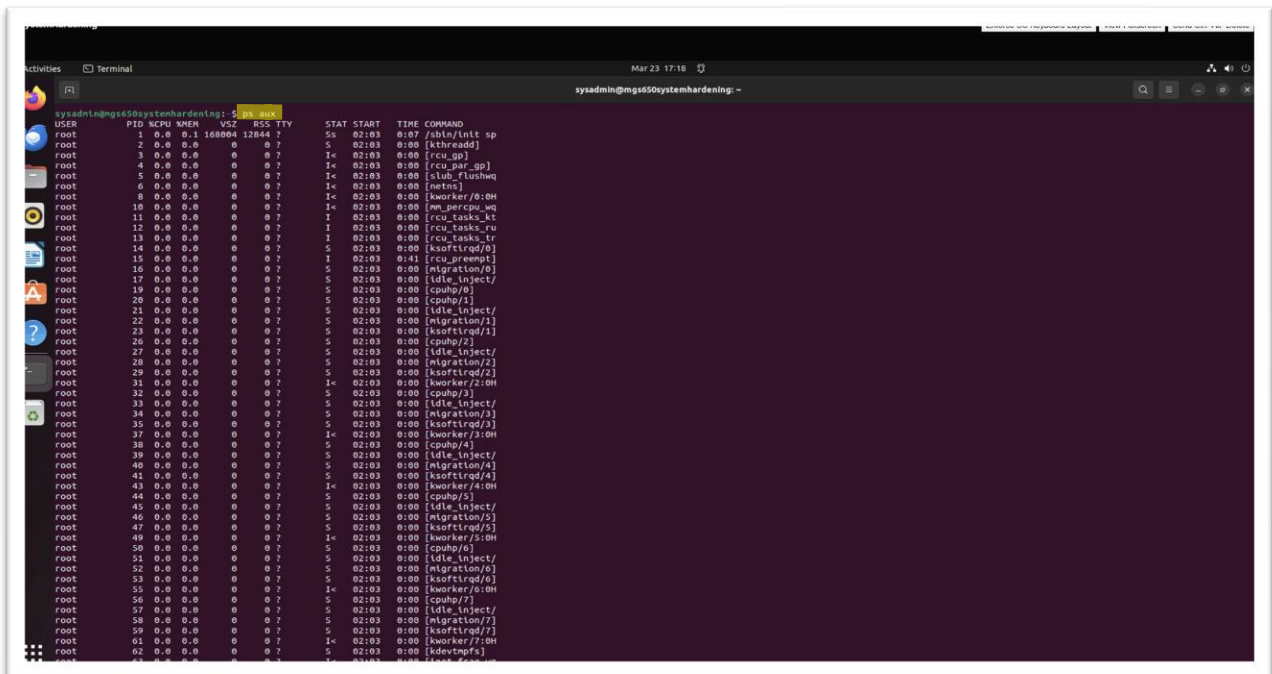 Activities Terminal Mar 23 17:18
sysadmin@mgs650systemhardening: ~
sysadmin@mgs650systemhardening: $ ps aux
USER PID %CPU %MEM VSZ RSS TTY STAT START TIME COMMAND
root 1 0.0 0.1 168004 12844 ? Ss 02:03 0:07 /sbin/init sp
root 2 0.0 0.0 0 0 ? S 02:03 0:00 [kthreadd]
root 3 0.0 0.0 0 0 ? I< 02:03 0:00 [rcu_gp]
root 4 0.0 0.0 0 0 ? I< 02:03 0:00 [rcu_par_gp]
root 5 0.0 0.0 0 0 ? I< 02:03 0:00 [slub_flushwq
root 6 0.0 0.0 0 0 ? I< 02:03 0:00 [netns]
root 8 0.0 0.0 0 0 ? I< 02:03 0:00 [kworker/0:0H
root 10 0.0 0.0 0 0 ? I< 02:03 0:00 [mm_percpu_wq
root 11 0.0 0.0 0 0 ? I 02:03 0:00 [rcu_tasks_kt
root 12 0.0 0.0 0 0 ? I 02:03 0:00 [rcu_tasks_ru
root 13 0.0 0.0 0 0 ? I 02:03 0:00 [rcu_tasks_tr
root 14 0.0 0.0 0 0 ? S 02:03 0:00 [ksoftirqd/0]
root 15 0.0 0.0 0 0 ? I 02:03 0:41 [rcu_preempt]
root 16 0.0 0.0 0 0 ? S 02:03 0:00 [migration/0]
root 17 0.0 0.0 0 0 ? S 02:03 0:00 [idle_inject/
root 19 0.0 0.0 0 0 ? S 02:03 0:00 [cpuhp/0]
root 20 0.0 0.0 0 0 ? S 02:03 0:00 [cpuhp/1]
root 21 0.0 0.0 0 0 ? S 02:03 0:00 [idle_inject/
root 22 0.0 0.0 0 0 ? S 02:03 0:00 [migration/1]
root 23 0.0 0.0 0 0 ? S 02:03 0:00 [ksoftirqd/1]
root 26 0.0 0.0 0 0 ? S 02:03 0:00 [cpuhp/2]
root 27 0.0 0.0 0 0 ? S 02:03 0:00 [idle_inject/
root 28 0.0 0.0 0 0 ? S 02:03 0:00 [migration/2]
root 29 0.0 0.0 0 0 ? S 02:03 0:00 [ksoftirqd/2]
root 31 0.0 0.0 0 0 ? I< 02:03 0:00 [kworker/2:0H
root 32 0.0 0.0 0 0 ? S 02:03 0:00 [cpuhp/3]
root 33 0.0 0.0 0 0 ? S 02:03 0:00 [idle_inject/
root 34 0.0 0.0 0 0 ? S 02:03 0:00 [migration/3]
root 35 0.0 0.0 0 0 ? S 02:03 0:00 [ksoftirqd/3]
root 37 0.0 0.0 0 0 ? I< 02:03 0:00 [kworker/3:0H
root 38 0.0 0.0 0 0 ? S 02:03 0:00 [cpuhp/4]
root 39 0.0 0.0 0 0 ? S 02:03 0:00 [idle_inject/
root 40 0.0 0.0 0 0 ? S 02:03 0:00 [migration/4]
root 41 0.0 0.0 0 0 ? S 02:03 0:00 [ksoftirqd/4]
root 43 0.0 0.0 0 0 ? I< 02:03 0:00 [kworker/4:0H
root 44 0.0 0.0 0 0 ? S 02:03 0:00 [cpuhp/5]
root 45 0.0 0.0 0 0 ? S 02:03 0:00 [idle_inject/
root 46 0.0 0.0 0 0 ? S 02:03 0:00 [migration/5]
root 47 0.0 0.0 0 0 ? S 02:03 0:00 [ksoftirqd/5]
root 49 0.0 0.0 0 0 ? I< 02:03 0:00 [kworker/5:0H
root 50 0.0 0.0 0 0 ? S 02:03 0:00 [cpuhp/6]
root 51 0.0 0.0 0 0 ? S 02:03 0:00 [idle_inject/
root 52 0.0 0.0 0 0 ? S 02:03 0:00 [migration/6]
root 53 0.0 0.0 0 0 ? S 02:03 0:00 [ksoftirqd/6]
root 55 0.0 0.0 0 0 ? I< 02:03 0:00 [kworker/6:0H
root 56 0.0 0.0 0 0 ? S 02:03 0:00 [cpuhp/7]
root 57 0.0 0.0 0 0 ? S 02:03 0:00 [idle_inject/
root 58 0.0 0.0 0 0 ? S 02:03 0:00 [migration/7]
root 59 0.0 0.0 0 0 ? S 02:03 0:00 [ksoftirqd/7]
root 61 0.0 0.0 0 0 ? I< 02:03 0:00 [kworker/7:0H
root 62 0.0 0.0 0 0 ? S 02:03 0:00 [kdevtmpfs]